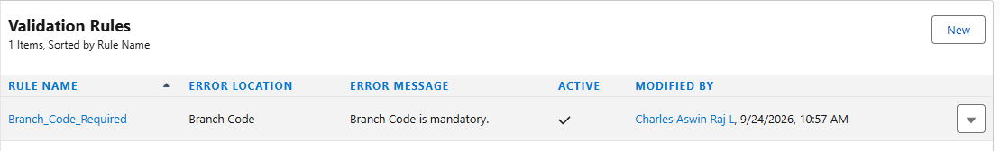 Validation Rules
1 Items, Sorted by Rule Name
New
RULE NAME ERROR LOCATION ERROR MESSAGE ACTIVE MODIFIED BY
Branch_Code_Required Branch Code Branch Code is mandatory. Charles Aswin Raj L, 9/24/2026, 10:57 AM